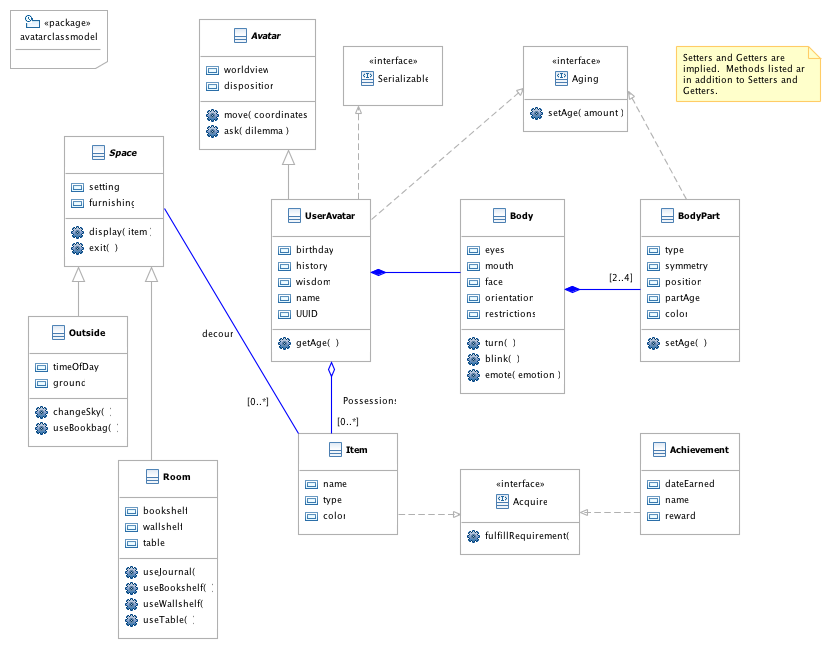 «package»
avatarclassmodel
Avatar
worldview
disposition
move( coordinates
ask( dilemma )
«interface»
Serializable
«interface»
Aging
setAge( amount )
Setters and Getters are
implied. Methods listed ar
in addition to Setters and
Getters.
Space
setting
furnishing
display( item )
exit( )
UserAvatar
birthday
history
wisdom
name
UUID
getAge( )
Body
eyes
mouth
face
orientation
restrictions
turn( )
blink( )
emote( emotion )
BodyPart
type
symmetry
position
partAge
color
setAge( )
[2..4]
Outside
timeOfDay
ground
changeSky( )
useBookbag( )
decour
[0..*]
Possessions
[0..*]
Room
bookshelf
wallshelf
table
useJournal(
useBookshelf( )
useWallshelf(
useTable( )
Item
name
type
color
«interface»
Acquire
fulfillRequirement(
Achievement
dateEarned
name
reward